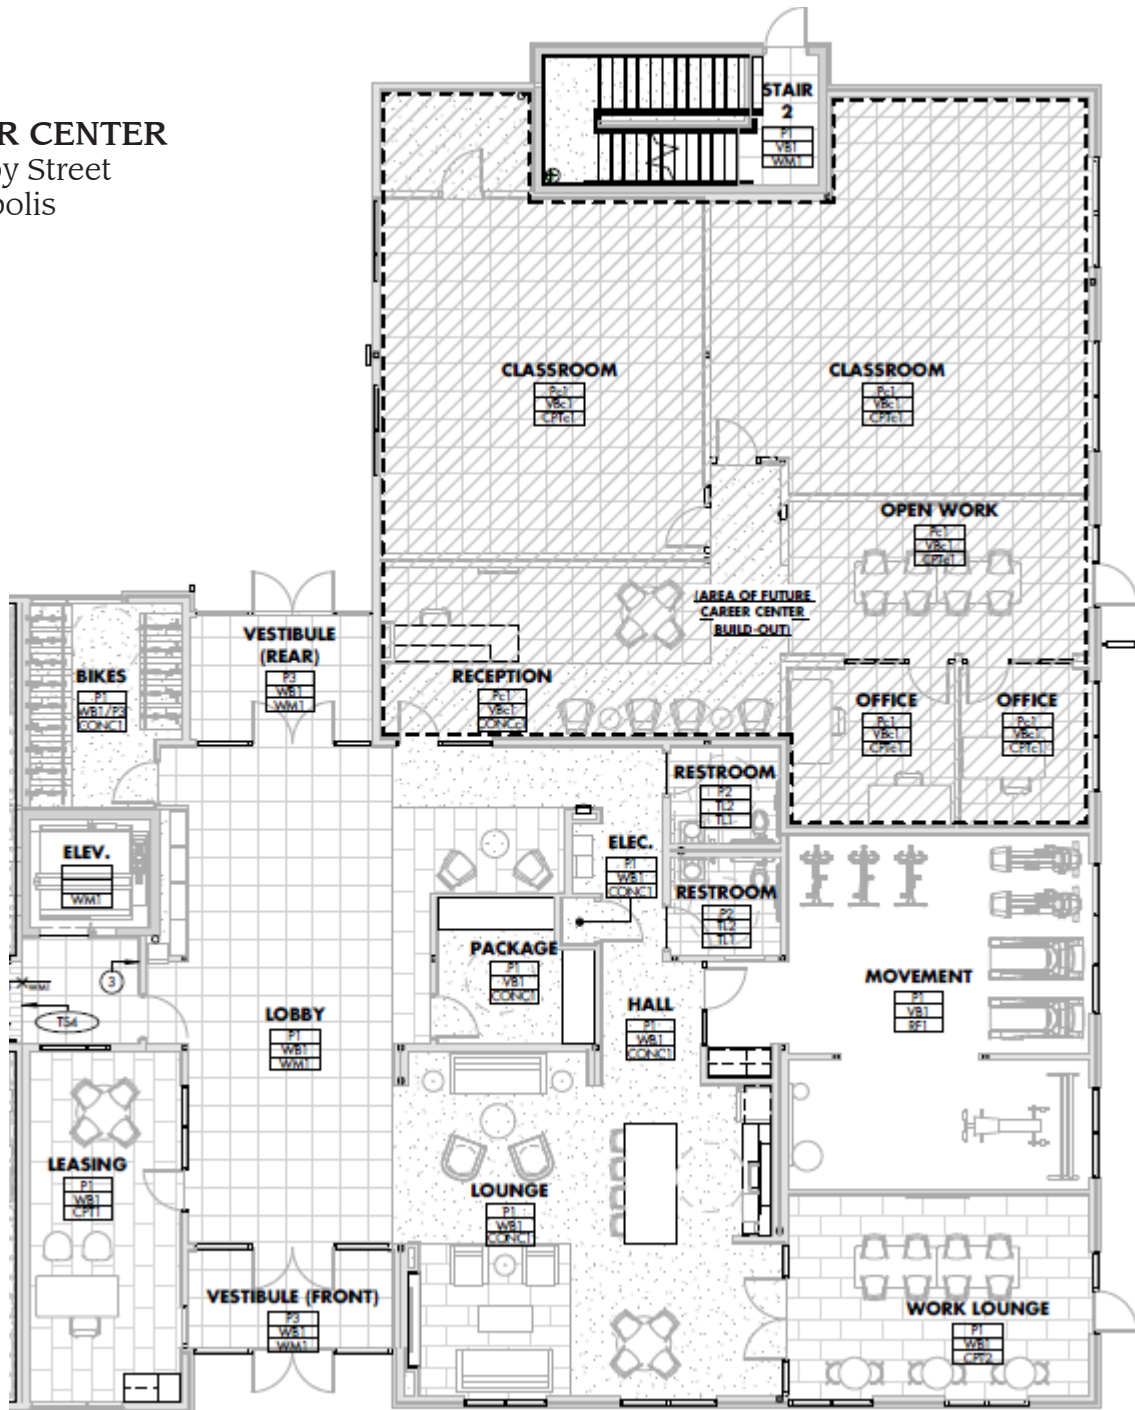 R CENTER
by Street
polis
STAIR
2
P1
VB1
WM1
CLASSROOM
Pc1
VBc1
CPTc1
CLASSROOM
Pc1
VBc1
CPTc1
OPEN WORK
Pc1
VBc1
CPTc1
(AREA OF FUTURE
CAREER CENTER
BUILD-OUT)
VESTIBULE
(REAR)
P3
WB1
WM1
BIKES
P1
WB1/P3
CONC1
RECEPTION
Pc1
VBc1
CONCc1
OFFICE
Pc1
VBc1
CPTc1
OFFICE
Pc1
VBc1
CPTc1
RESTROOM
P2
TL2
TL1
ELEV.
WM1
ELEC.
P1
WB1
CONC1
RESTROOM
P2
TL2
TL1
PACKAGE
P1
VB1
CONC1
MOVEMENT
P1
VB1
RF1
3
WM1
TS4
LOBBY
P1
WB1
WM1
HALL
P1
WB1
CONC1
LEASING
P1
WB1
CPT1
LOUNGE
P1
WB1
CONC1
VESTIBULE (FRONT)
P3
WB1
WM1
WORK LOUNGE
P1
WB1
CPT2